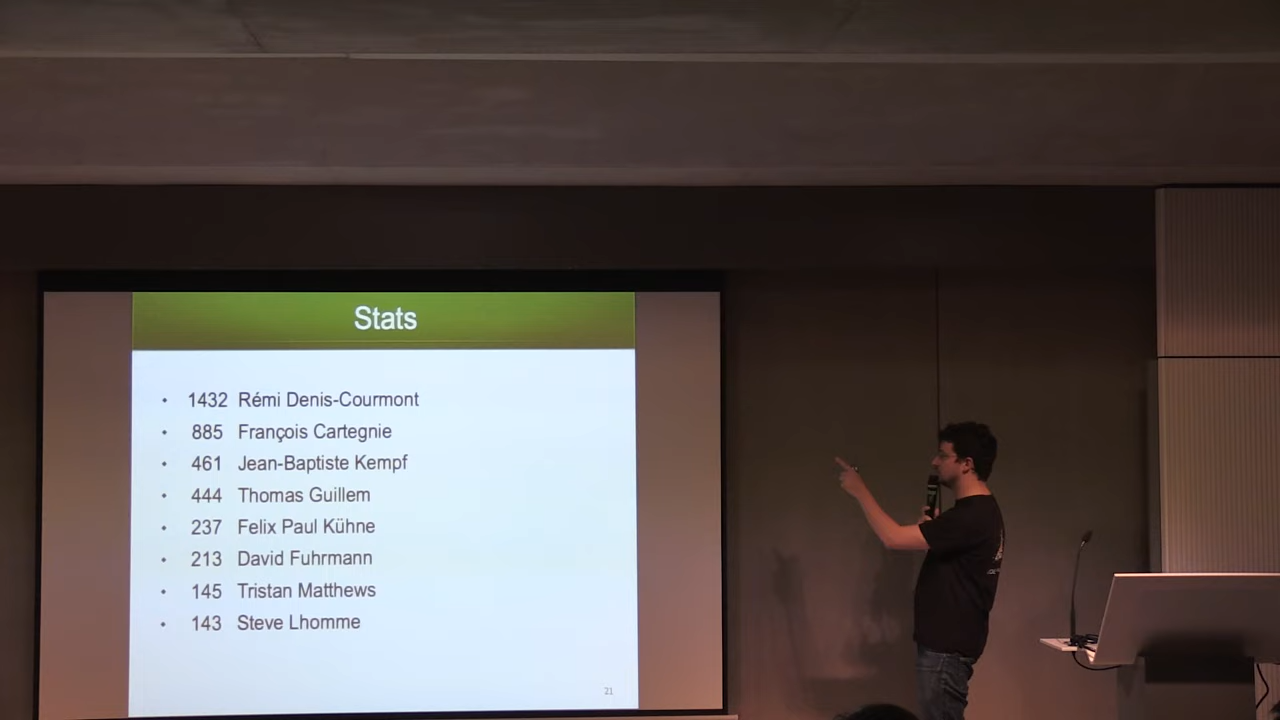 Stats
• 1432 Rémi Denis-Courmont
• 885 François Cartegnie
• 461 Jean-Baptiste Kempf
• 444 Thomas Guillem
• 237 Felix Paul Kühne
• 213 David Fuhrmann
• 145 Tristan Matthews
• 143 Steve Lhomme
21